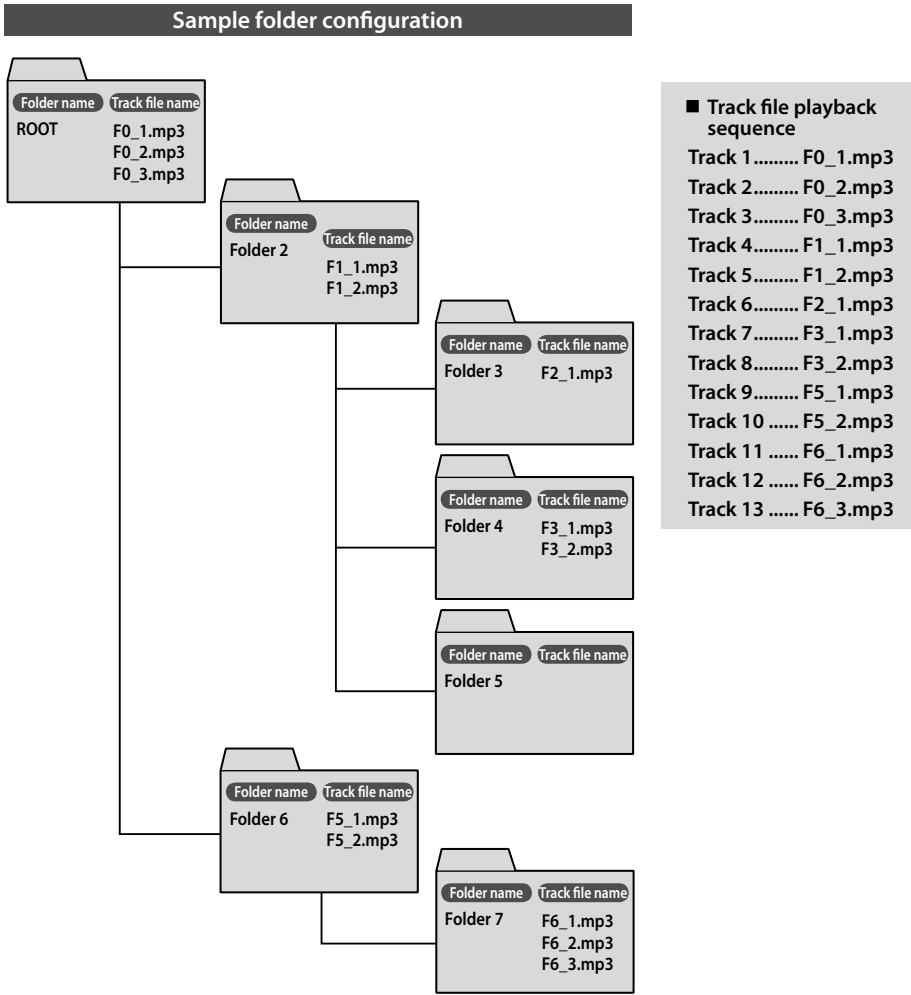 Sample folder configuration
Folder name Track file name
ROOT
F0_1.mp3
F0_2.mp3
F0_3.mp3
Folder name
Track file name
Folder 2
F1_1.mp3
F1_2.mp3
Folder name Track file name
Folder 3
F2_1.mp3
Folder name Track file name
Folder 4
F3_1.mp3
F3_2.mp3
Folder name Track file name
Folder 5
Folder name Track file name
Folder 6
F5_1.mp3
F5_2.mp3
Folder name Track file name
Folder 7
F6_1.mp3
F6_2.mp3
F6_3.mp3
■ Track file playback
sequence
Track 1......... F0_1.mp3
Track 2......... F0_2.mp3
Track 3......... F0_3.mp3
Track 4......... F1_1.mp3
Track 5......... F1_2.mp3
Track 6......... F2_1.mp3
Track 7......... F3_1.mp3
Track 8......... F3_2.mp3
Track 9......... F5_1.mp3
Track 10 ...... F5_2.mp3
Track 11 ...... F6_1.mp3
Track 12 ...... F6_2.mp3
Track 13 ...... F6_3.mp3